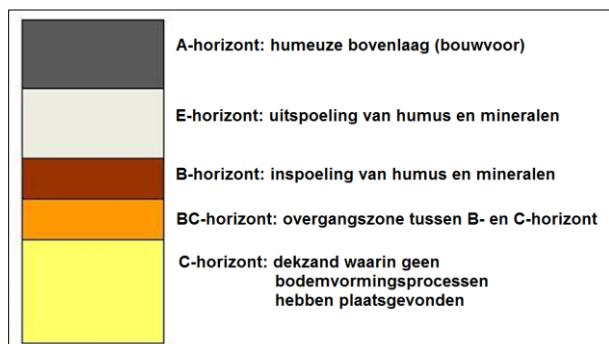 A-horizont: humeuze bovenlaag (bouwvoor)
E-horizont: uitspoeling van humus en mineralen
B-horizont: inspoeling van humus en mineralen
BC-horizont: overgangszone tussen B- en C-horizont
C-horizont: dekzand waarin geen
bodemvormingsprocessen
hebben plaatsgevonden